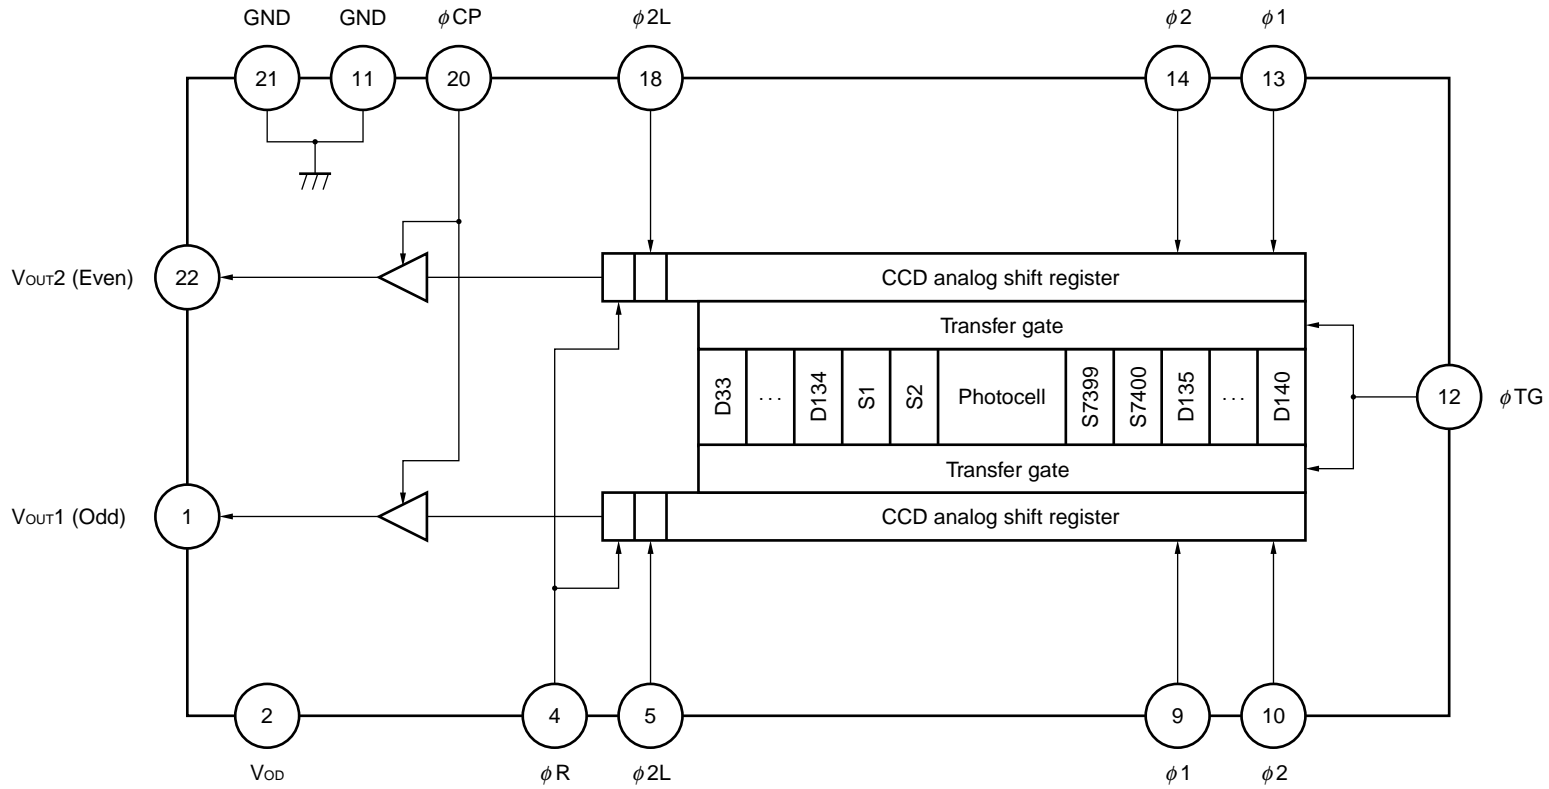 GND GND φCP φ2L φ2 φ1
21 11 20 18 14 13
VOUT2 (Even) 22 CCD analog shift register
Transfer gate
D33 ... D134 S1 S2 Photocell S7399 S7400 D135 ... D140 12 φTG
Transfer gate
VOUT1 (Odd) 1 CCD analog shift register
2 4 5 9 10
VOD φR φ2L φ1 φ2